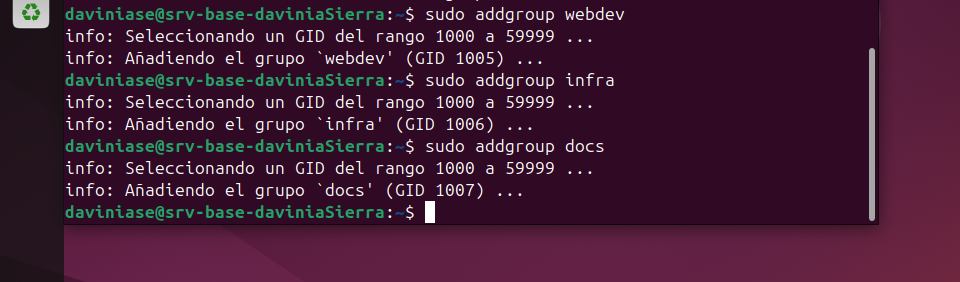 daviniase@srv-base-daviniaSierra:~$ sudo addgroup webdev
info: Seleccionando un GID del rango 1000 a 59999 ...
info: Añadiendo el grupo `webdev' (GID 1005) ...
daviniase@srv-base-daviniaSierra:~$ sudo addgroup infra
info: Seleccionando un GID del rango 1000 a 59999 ...
info: Añadiendo el grupo `infra' (GID 1006) ...
daviniase@srv-base-daviniaSierra:~$ sudo addgroup docs
info: Seleccionando un GID del rango 1000 a 59999 ...
info: Añadiendo el grupo `docs' (GID 1007) ...
daviniase@srv-base-daviniaSierra:~$